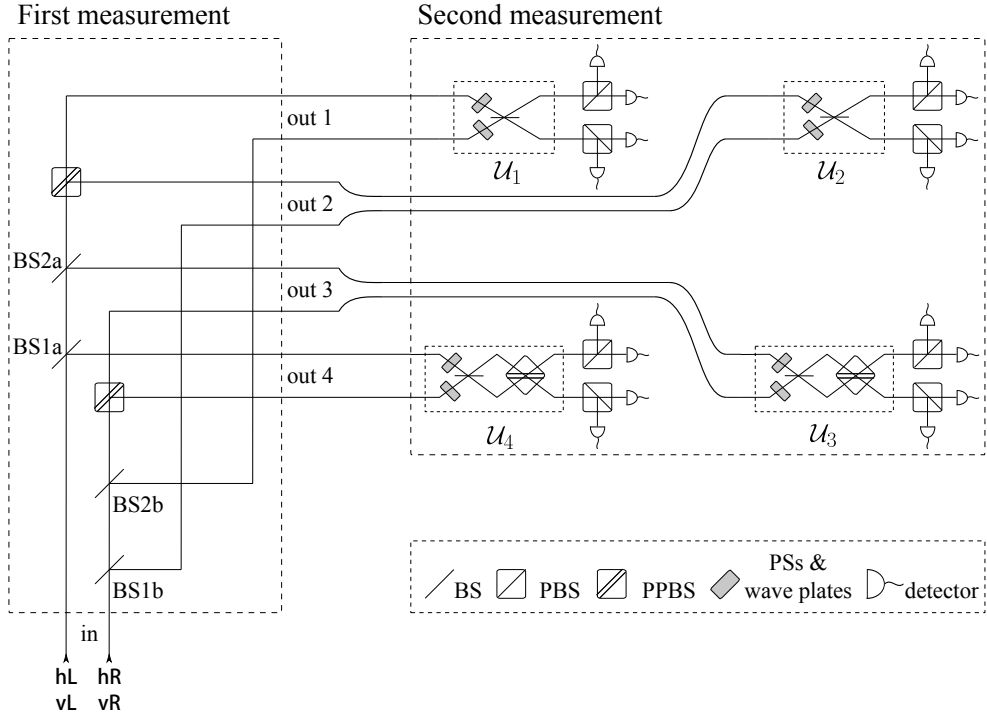 First measurement
Second measurement
out 1
𝒰1
𝒰2
out 2
BS2a
out 3
BS1a
out 4
𝒰4
𝒰3
BS2b
BS1b
BS
PBS
PPBS
PSs &
wave plates
detector
in
hL hR
vL vR